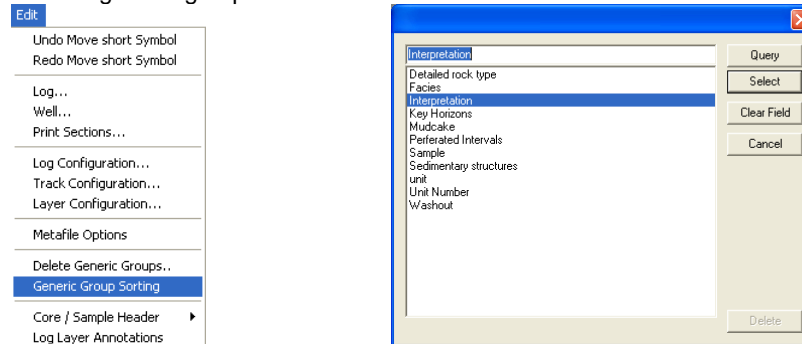 Edit
Undo Move short Symbol
Redo Move short Symbol
Log...
Well...
Print Sections...
Log Configuration...
Track Configuration...
Layer Configuration...
Metafile Options
Delete Generic Groups..
Generic Group Sorting
Core / Sample Header
Log Layer Annotations
Interpretation
Detailed rock type
Facies
Interpretation
Key Horizons
Mudcake
Perferated Intervals
Sample
Sedimentary structures
unit
Unit Number
Washout
Query
Select
Clear Field
Cancel
Delete